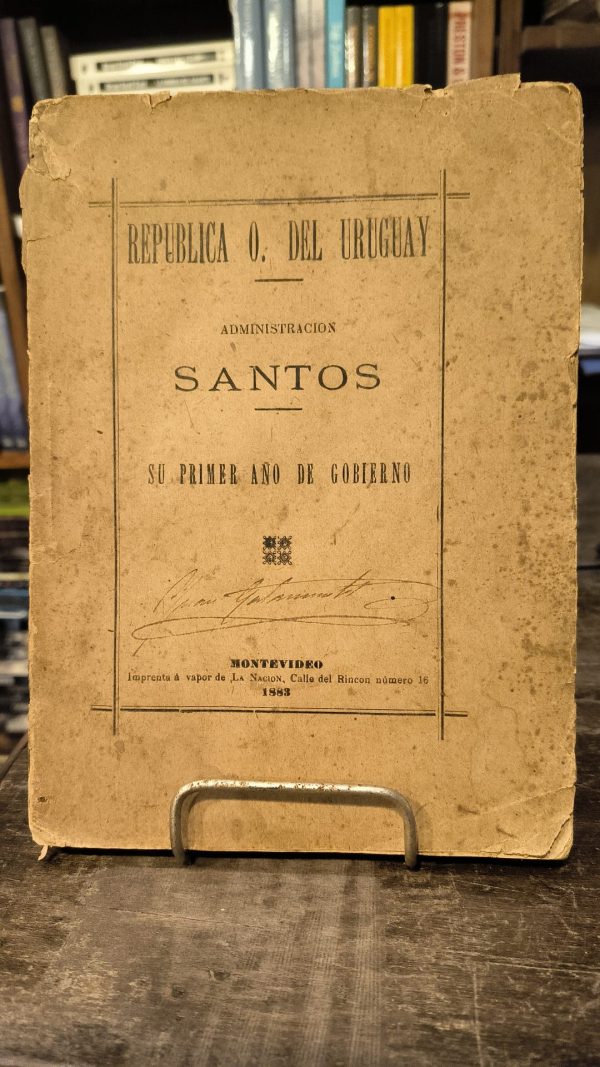 PRESTON &
REPUBLICA O. DEL URUGUAY
ADMINISTRACION
SANTOS
SU PRIMER AÑO DE GOBIERNO
MONTEVIDEO
Imprenta á vapor de LA NACION, Calle del Rincon número 16
1883